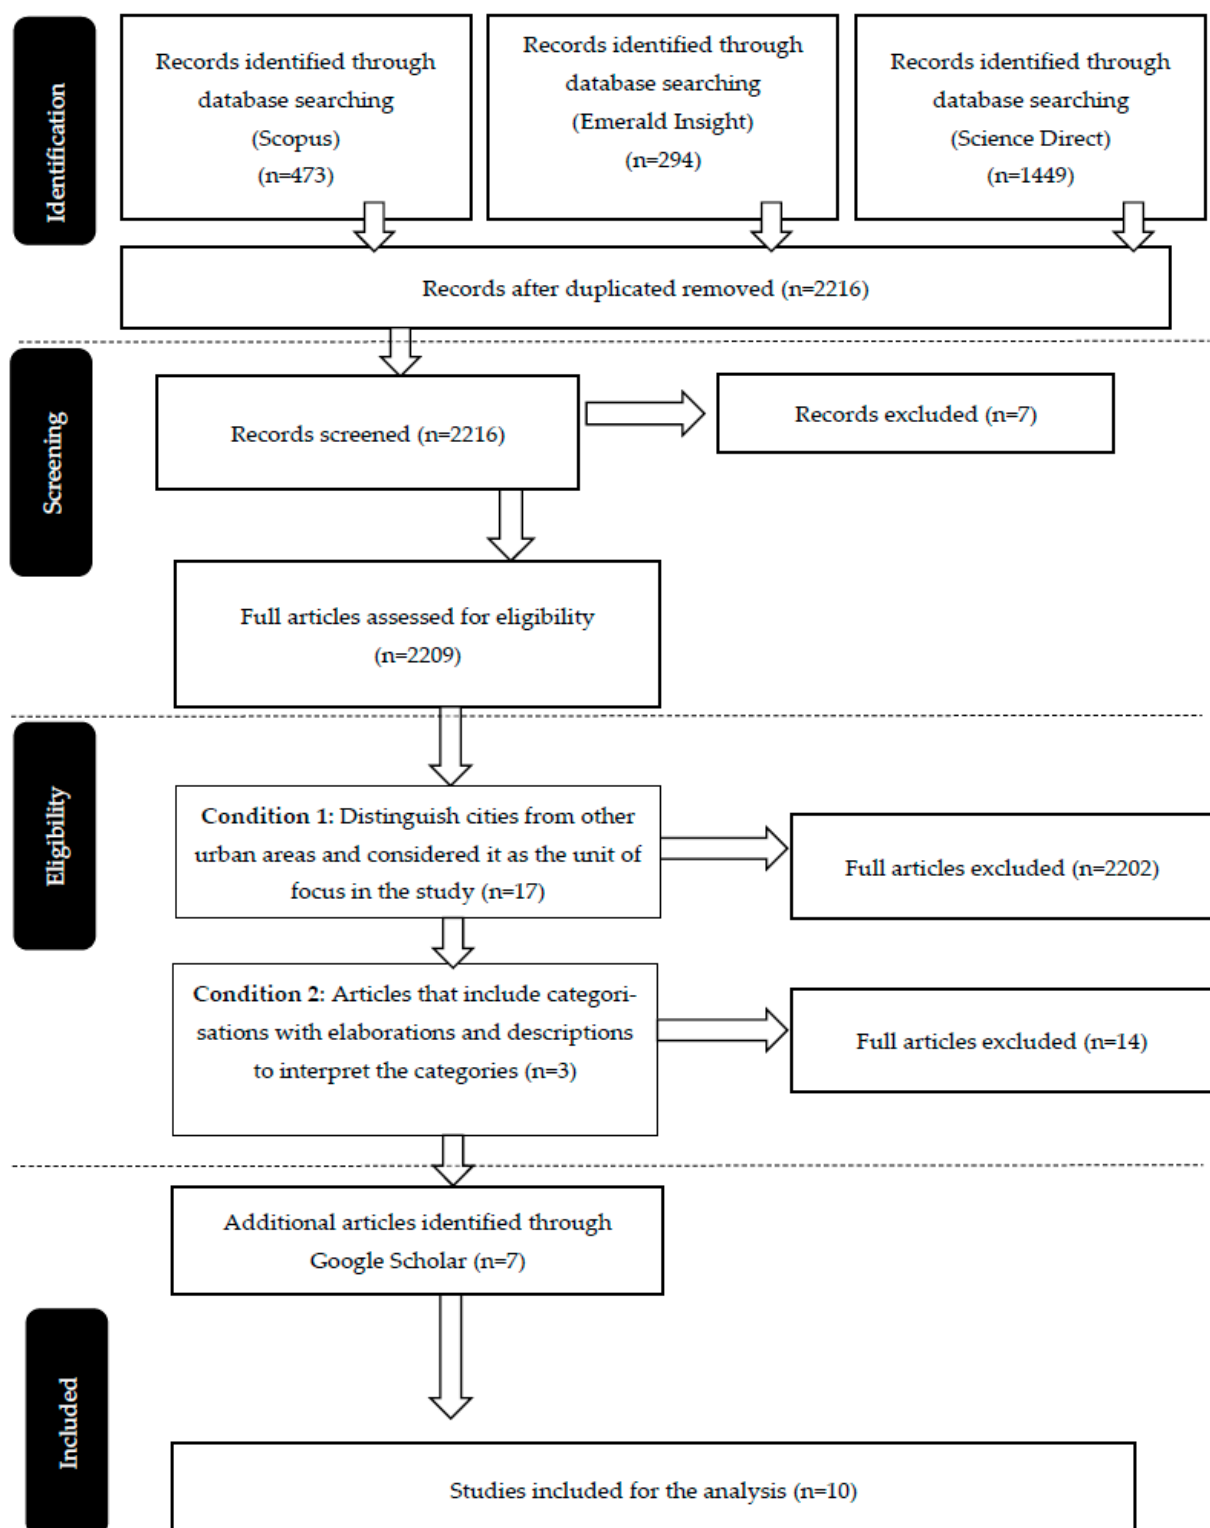 Identification
Records identified through
database searching
(Scopus)
(n=473)
Records identified through
database searching
(Emerald Insight)
(n=294)
Records identified through
database searching
(Science Direct)
(n=1449)
Records after duplicated removed (n=2216)
Screening
Records screened (n=2216)
Records excluded (n=7)
Full articles assessed for eligibility
(n=2209)
Eligibility
Condition 1: Distinguish cities from other
urban areas and considered it as the unit of
focus in the study (n=17)
Full articles excluded (n=2202)
Condition 2: Articles that include categori-
sations with elaborations and descriptions
to interpret the categories (n=3)
Full articles excluded (n=14)
Additional articles identified through
Google Scholar (n=7)
Included
Studies included for the analysis (n=10)